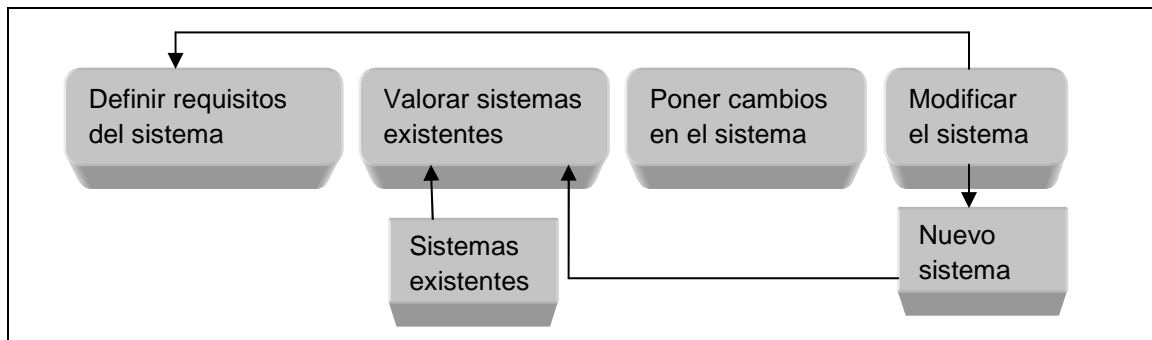 Definir requisitos
del sistema
Valorar sistemas
existentes
Poner cambios
en el sistema
Modificar
el sistema
Sistemas
existentes
Nuevo
sistema